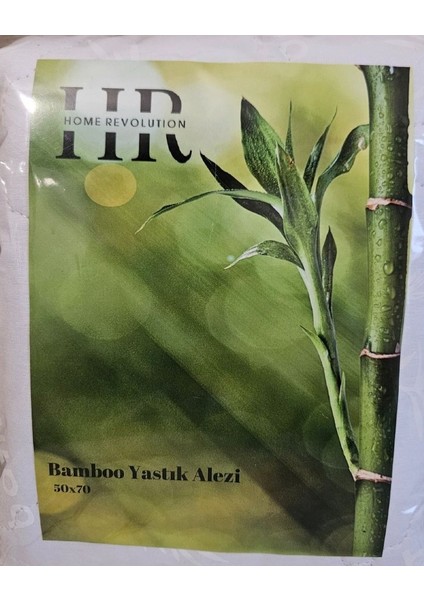 HR
HOME REVOLUTION
Bamboo Yastık Alezi
50x70